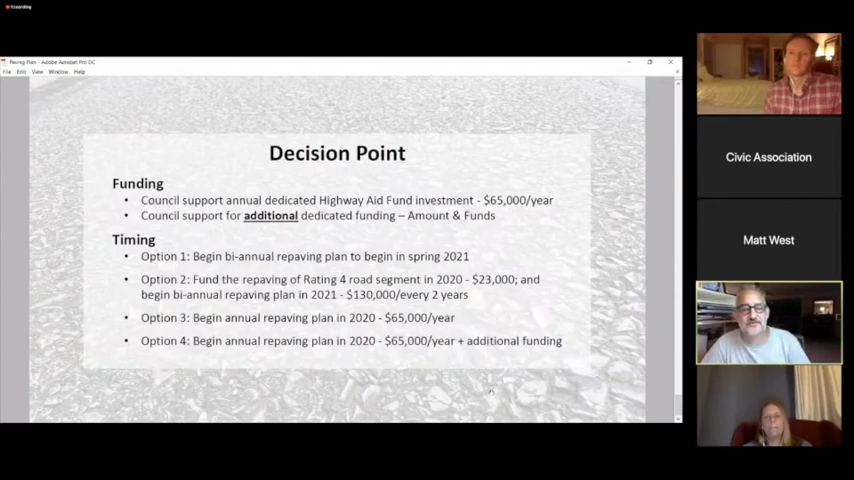 Recording
Paving Plan - Adobe Acrobat Pro DC
File Edit View Window Help
Decision Point
Funding
• Council support annual dedicated Highway Aid Fund investment - $65,000/year
• Council support for additional dedicated funding – Amount & Funds
Timing
• Option 1: Begin bi-annual repaving plan to begin in spring 2021
• Option 2: Fund the repaving of Rating 4 road segment in 2020 - $23,000; and
begin bi-annual repaving plan in 2021 - $130,000/every 2 years
• Option 3: Begin annual repaving plan in 2020 - $65,000/year
• Option 4: Begin annual repaving plan in 2020 - $65,000/year + additional funding
Civic Association
Matt West